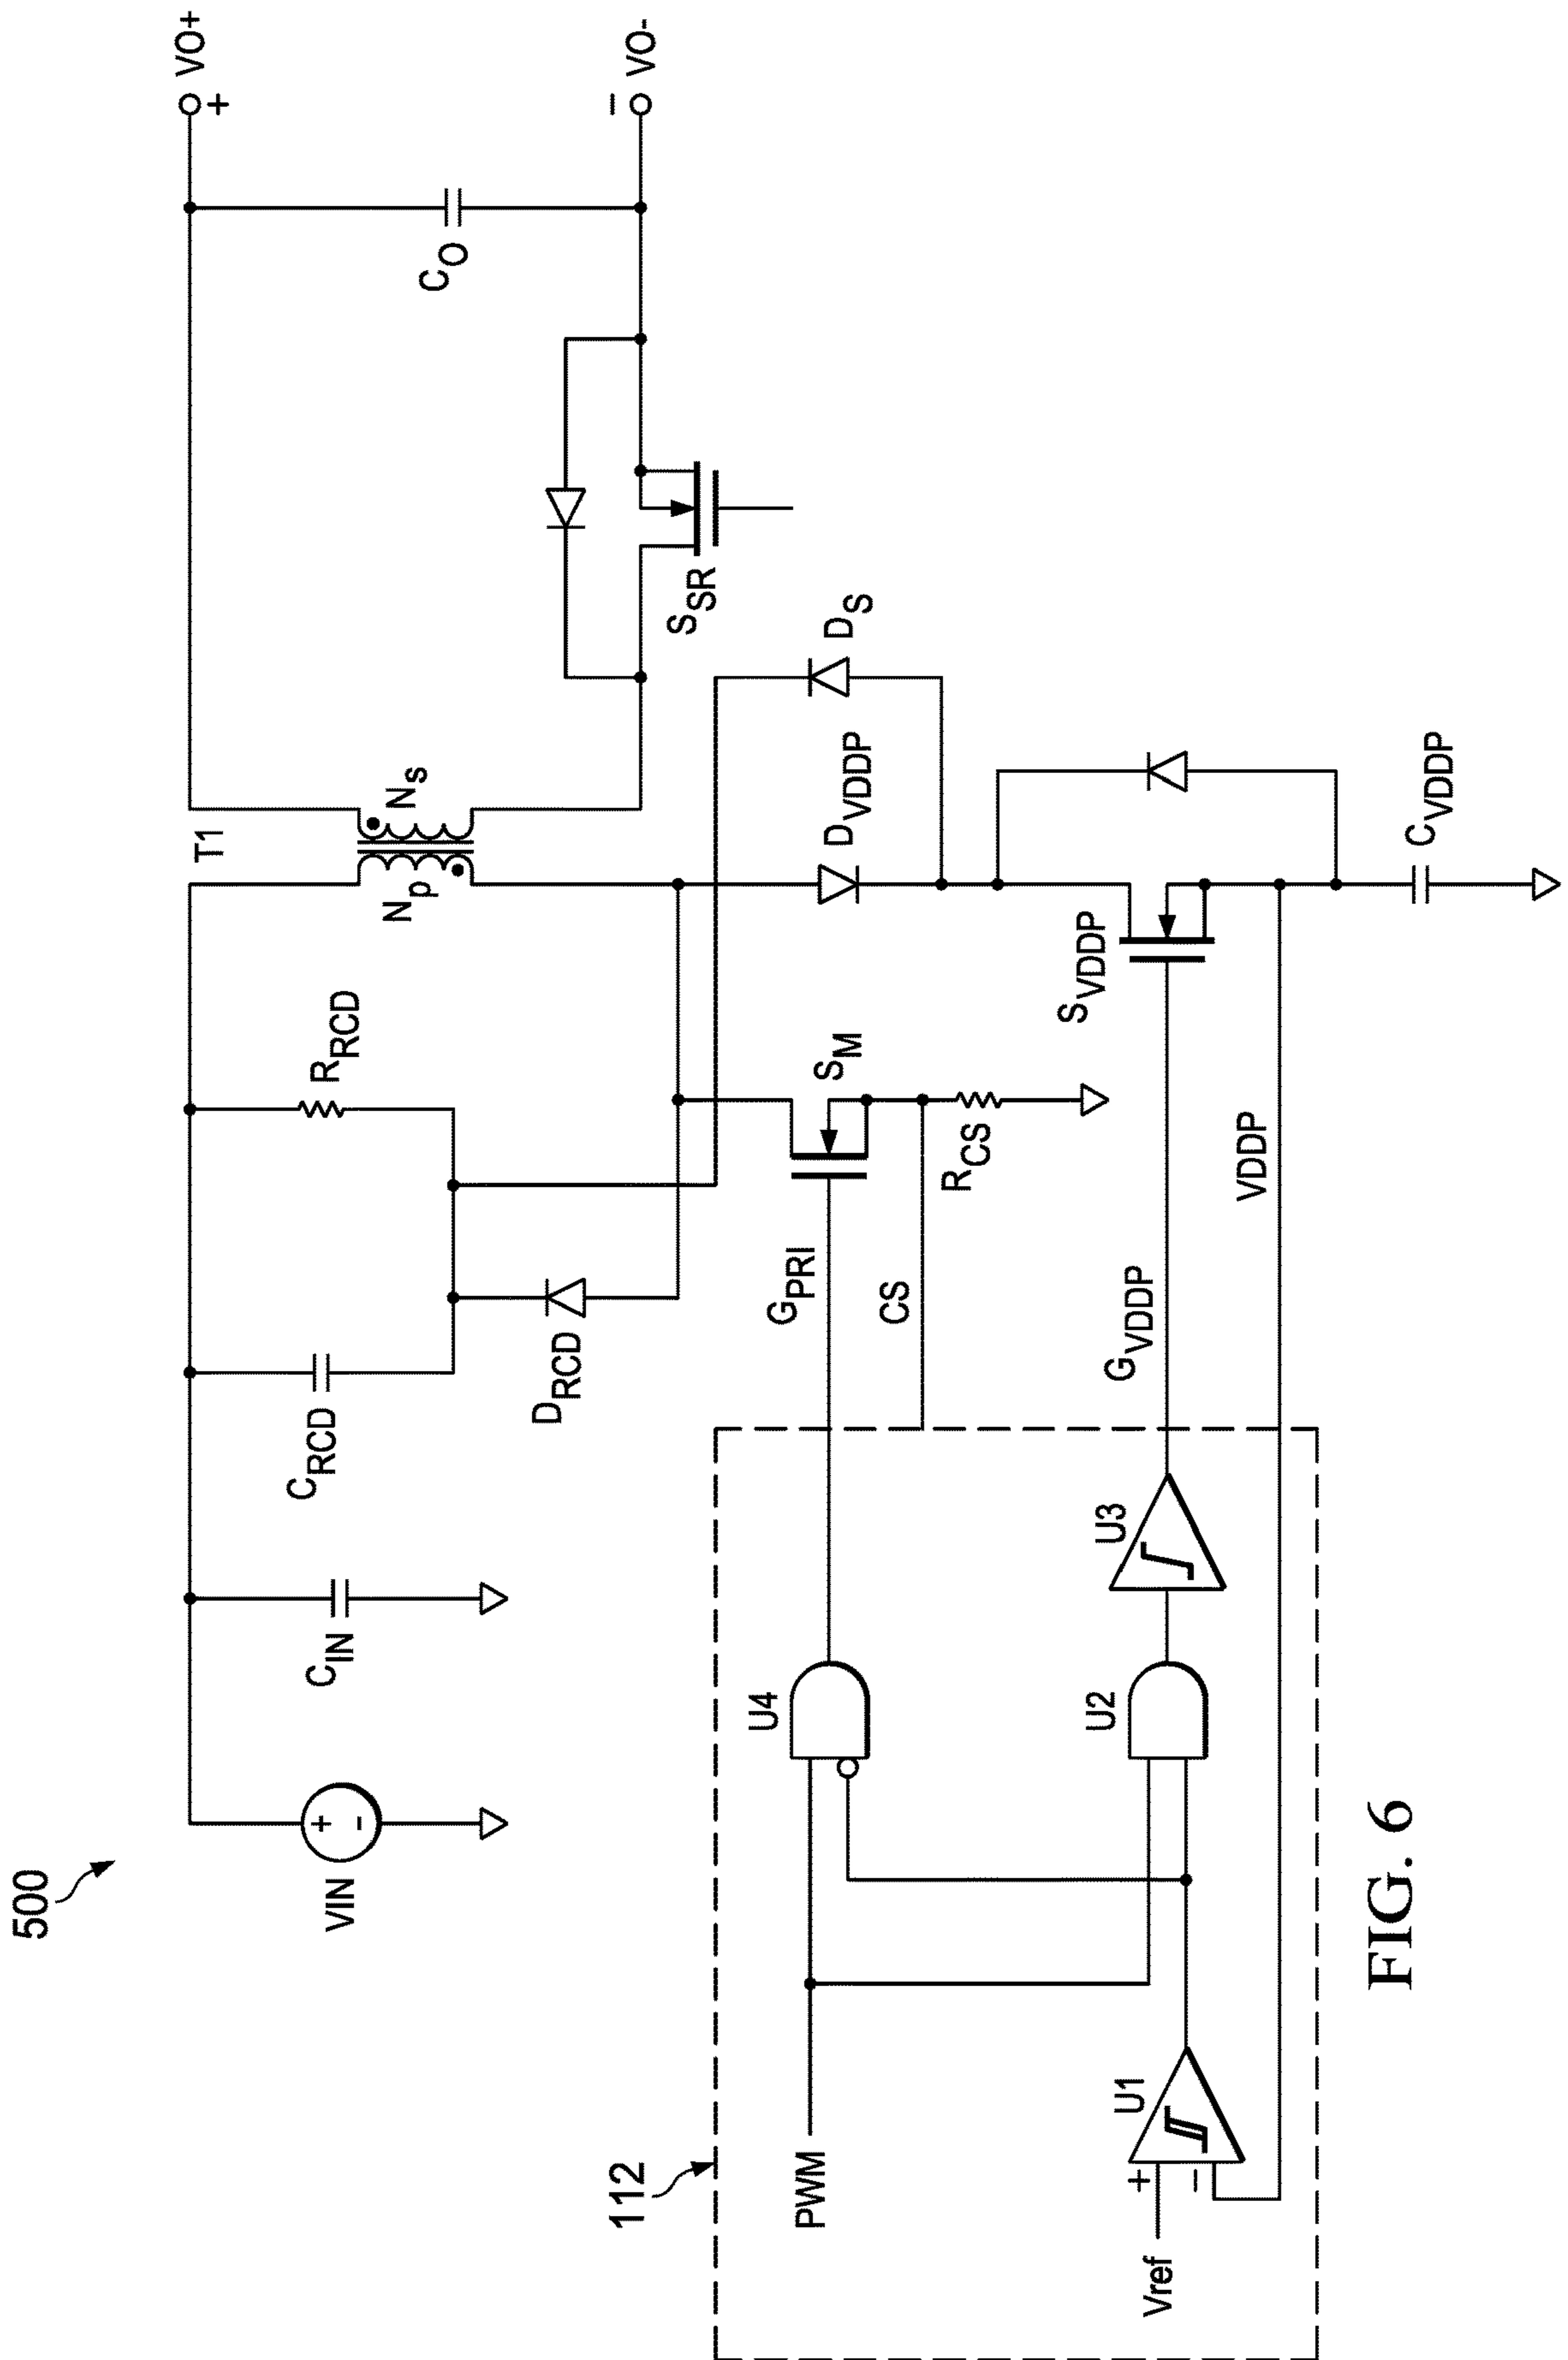 500
VIN
+
-
CIN
CRCD
RRCD
DRCD
T1
Np
Ns
VO+
+
CO
−
VO-
SSR
DS
DVDDP
SM
RCS
GPRI
CS
SVDDP
GVDDP
VDDP
CVDDP
112
PWM
U4
U2
U3
U1
+
−
Vref
FIG. 6